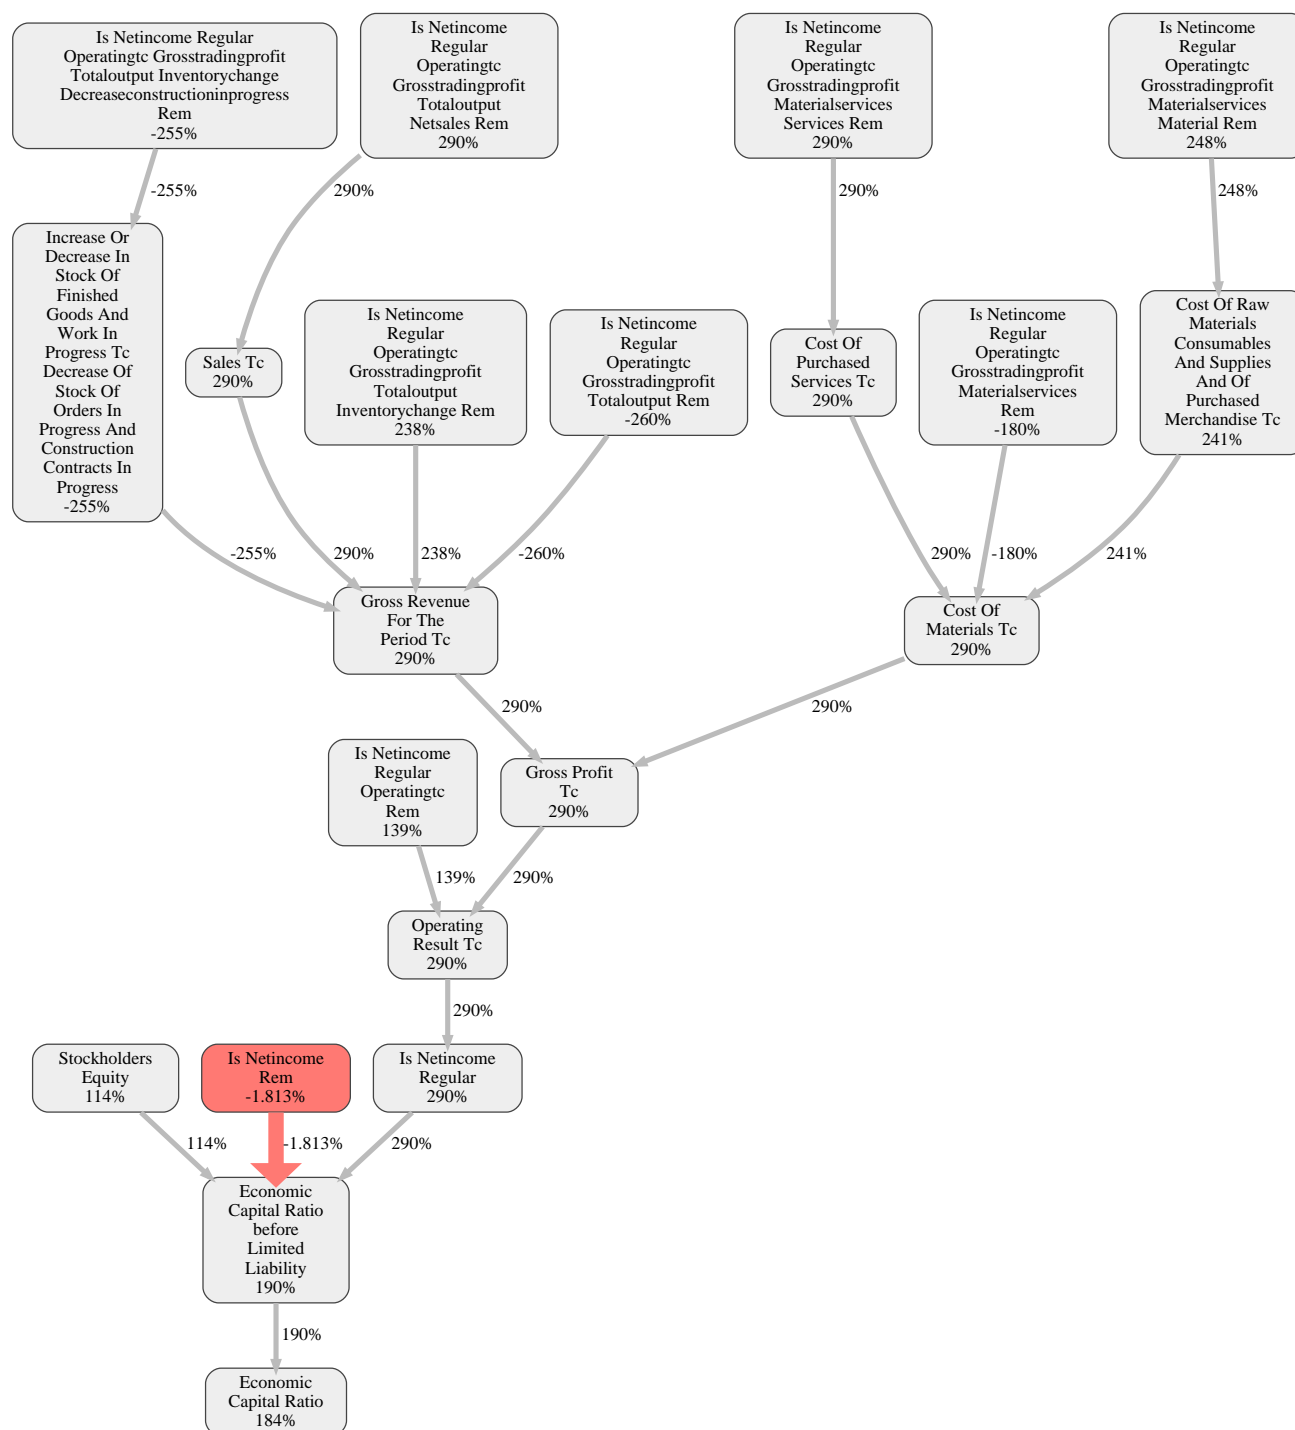 Is Netincome Regular
Operatingtc Grosstradingprofit
Totaloutput Inventorychange
Decreaseconstructioninprogress
Rem
-255%
Is Netincome
Regular
Operatingtc
Grosstradingprofit
Totaloutput
Netsales Rem
290%
Is Netincome
Regular
Operatingtc
Grosstradingprofit
Materialservices
Services Rem
290%
Is Netincome
Regular
Operatingtc
Grosstradingprofit
Materialservices
Material Rem
248%
-255%
290%
290%
248%
Increase Or
Decrease In
Stock Of
Finished
Goods And
Work In
Progress Tc
Decrease Of
Stock Of
Orders In
Progress And
Construction
Contracts In
Progress
-255%
Sales Tc
290%
Is Netincome
Regular
Operatingtc
Grosstradingprofit
Totaloutput
Inventorychange Rem
238%
Is Netincome
Regular
Operatingtc
Grosstradingprofit
Totaloutput Rem
-260%
Cost Of
Purchased
Services Tc
290%
Is Netincome
Regular
Operatingtc
Grosstradingprofit
Materialservices
Rem
-180%
Cost Of Raw
Materials
Consumables
And Supplies
And Of
Purchased
Merchandise Tc
241%
-255%
290%
238%
-260%
290%
-180%
241%
Gross Revenue
For The
Period Tc
290%
Cost Of
Materials Tc
290%
290%
290%
Is Netincome
Regular
Operatingtc
Rem
139%
Gross Profit
Tc
290%
139%
290%
Operating
Result Tc
290%
290%
Stockholders
Equity
114%
Is Netincome
Rem
-1.813%
Is Netincome
Regular
290%
114%
-1.813%
290%
Economic
Capital Ratio
before
Limited
Liability
190%
190%
Economic
Capital Ratio
184%